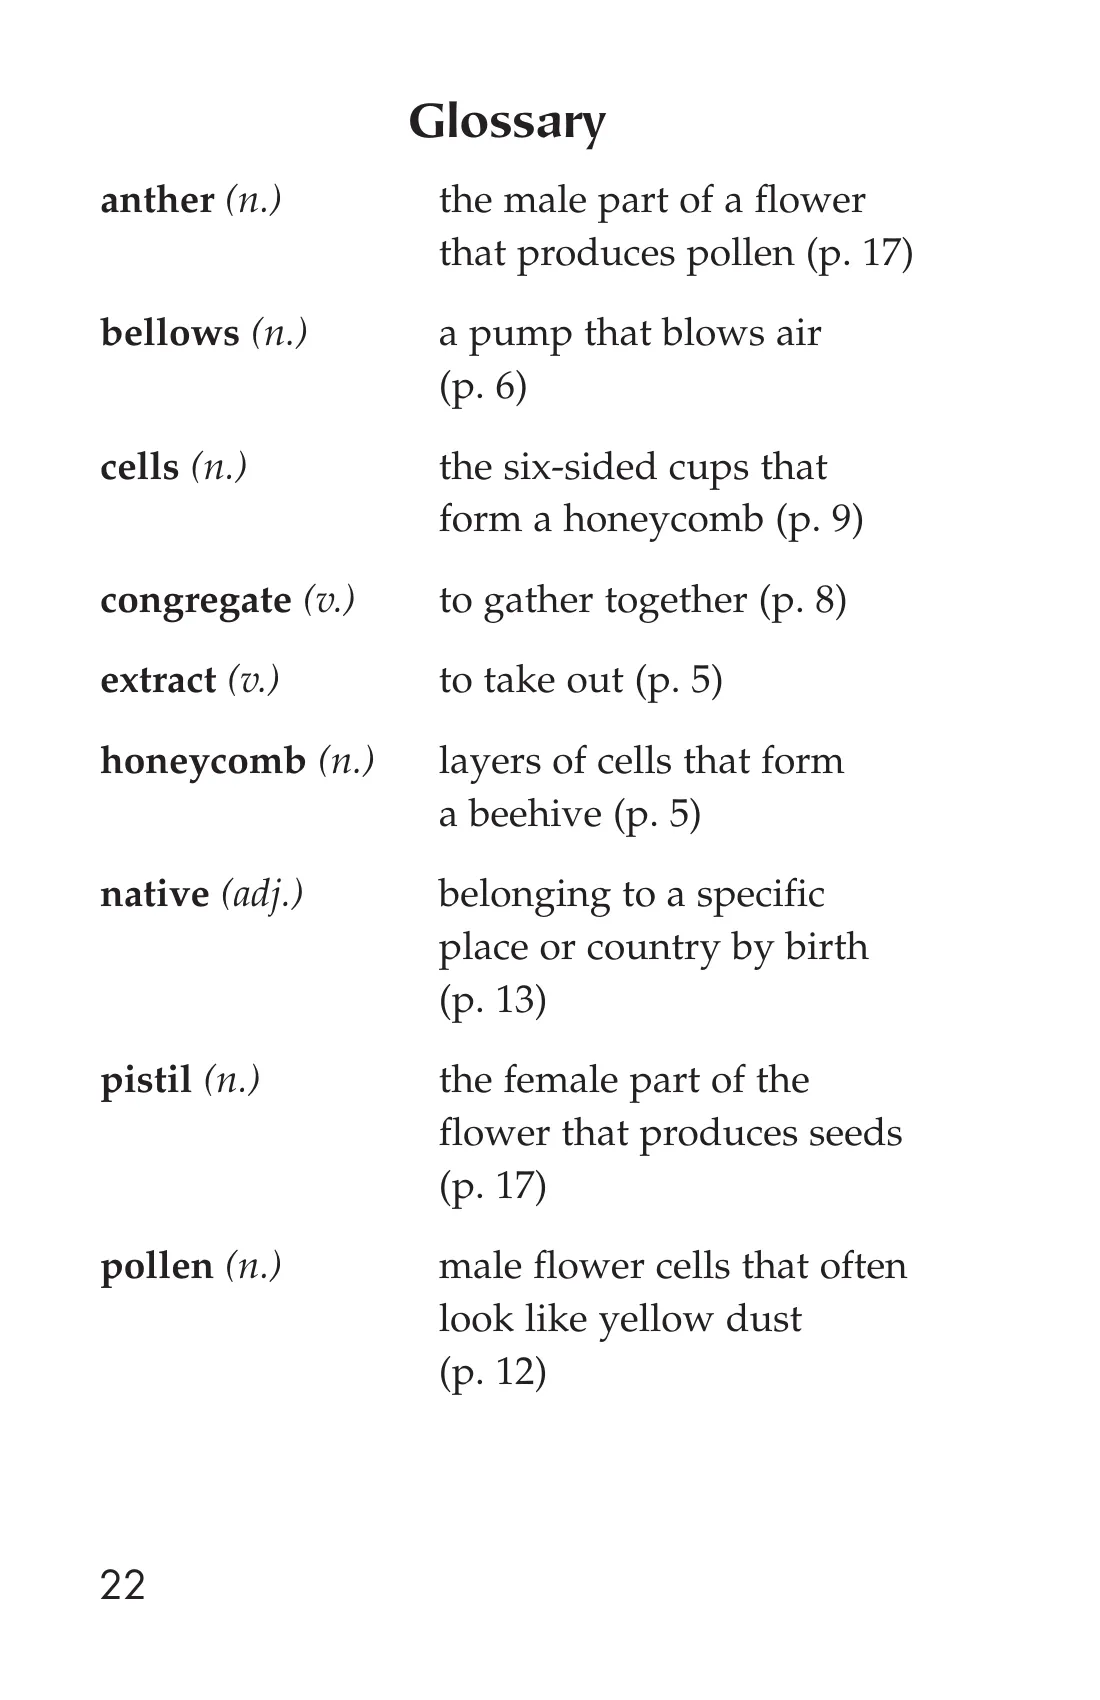 Glossary
anther (n.) the male part of a flower
that produces pollen (p. 17)
bellows (n.) a pump that blows air
(p. 6)
cells (n.) the six-sided cups that
form a honeycomb (p. 9)
congregate (v.) to gather together (p. 8)
extract (v.) to take out (p. 5)
honeycomb (n.) layers of cells that form
a beehive (p. 5)
native (adj.) belonging to a specific
place or country by birth
(p. 13)
pistil (n.) the female part of the
flower that produces seeds
(p. 17)
pollen (n.) male flower cells that often
look like yellow dust
(p. 12)
22